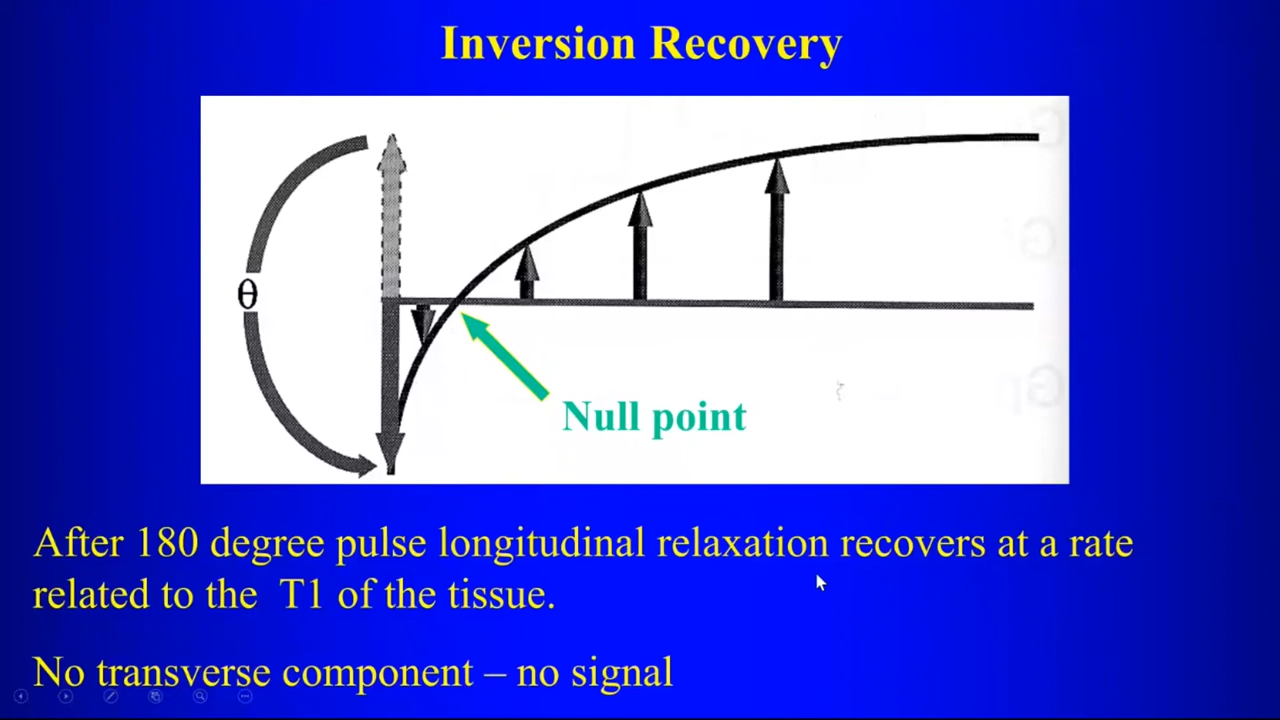 Inversion Recovery
θ
Null point
After 180 degree pulse longitudinal relaxation recovers at a rate
related to the T1 of the tissue.
No transverse component – no signal